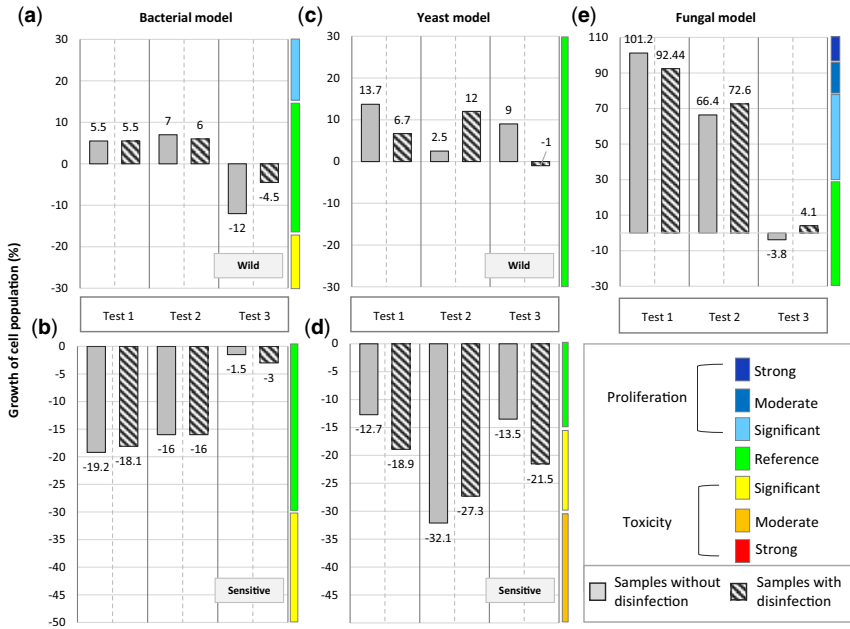 (a) Bacterial model
(c) Yeast model
(e) Fungal model
Growth of cell population (%)
30
20
10
0
-10
-20
-30
5.5
5.5
7
6
-12
-4.5
Wild
30
20
10
0
10
20
30
13.7
6.7
2.5
12
9
-1
Wild
110
90
70
50
30
10
-10
-30
101.2
92.44
66.4
72.6
-3.8
4.1
Test 1 Test 2 Test 3
Test 1 Test 2 Test 3
Test 1 Test 2 Test 3
(b)
0
-5
-10
-15
-20
-25
-30
-35
-40
-45
-50
-19.2
-18.1
-16
-16
-1.5
-3
Sensitive
(d)
0
-5
-10
-15
-20
-25
-30
-35
-40
-45
-50
-12.7
-18.9
-32.1
-27.3
-13.5
-21.5
Sensitive
Proliferation
Strong
Moderate
Significant
Reference
Toxicity
Significant
Moderate
Strong
Samples without
disinfection
Samples with
disinfection